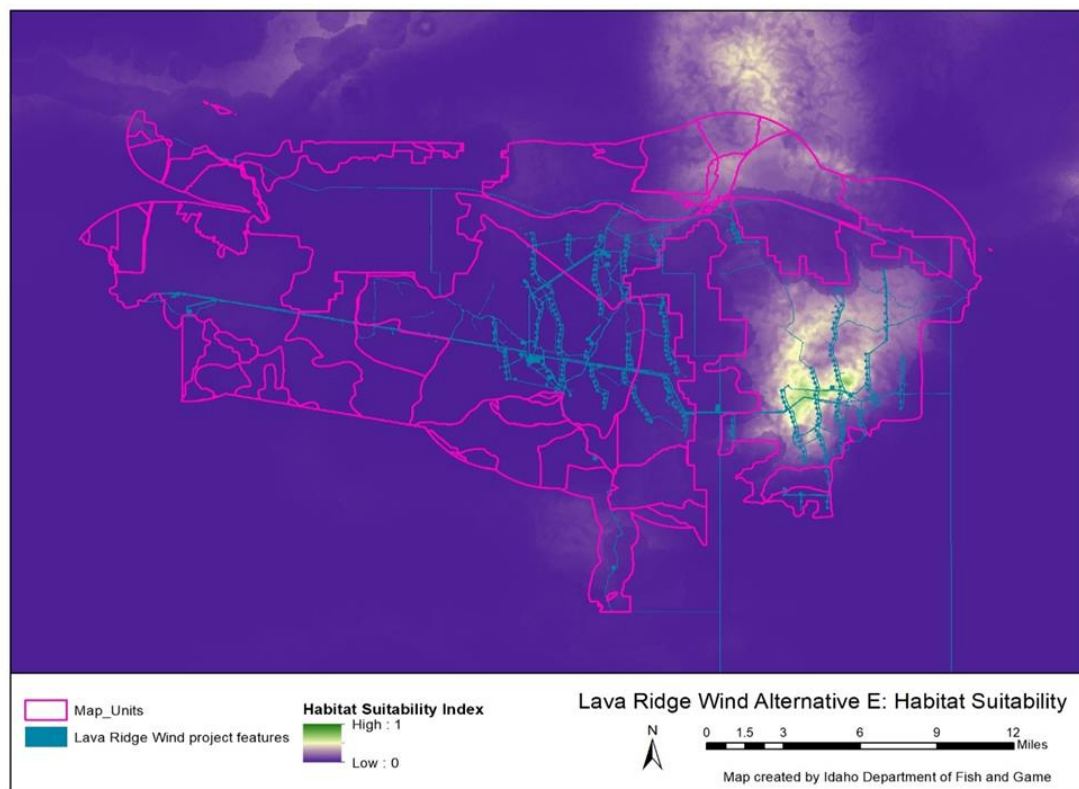 Map_Units
Lava Ridge Wind project features
Habitat Suitability Index
High : 1
Low : 0
Lava Ridge Wind Alternative E: Habitat Suitability
N
0 1.5 3 6 9 12
Miles
Map created by Idaho Department of Fish and Game